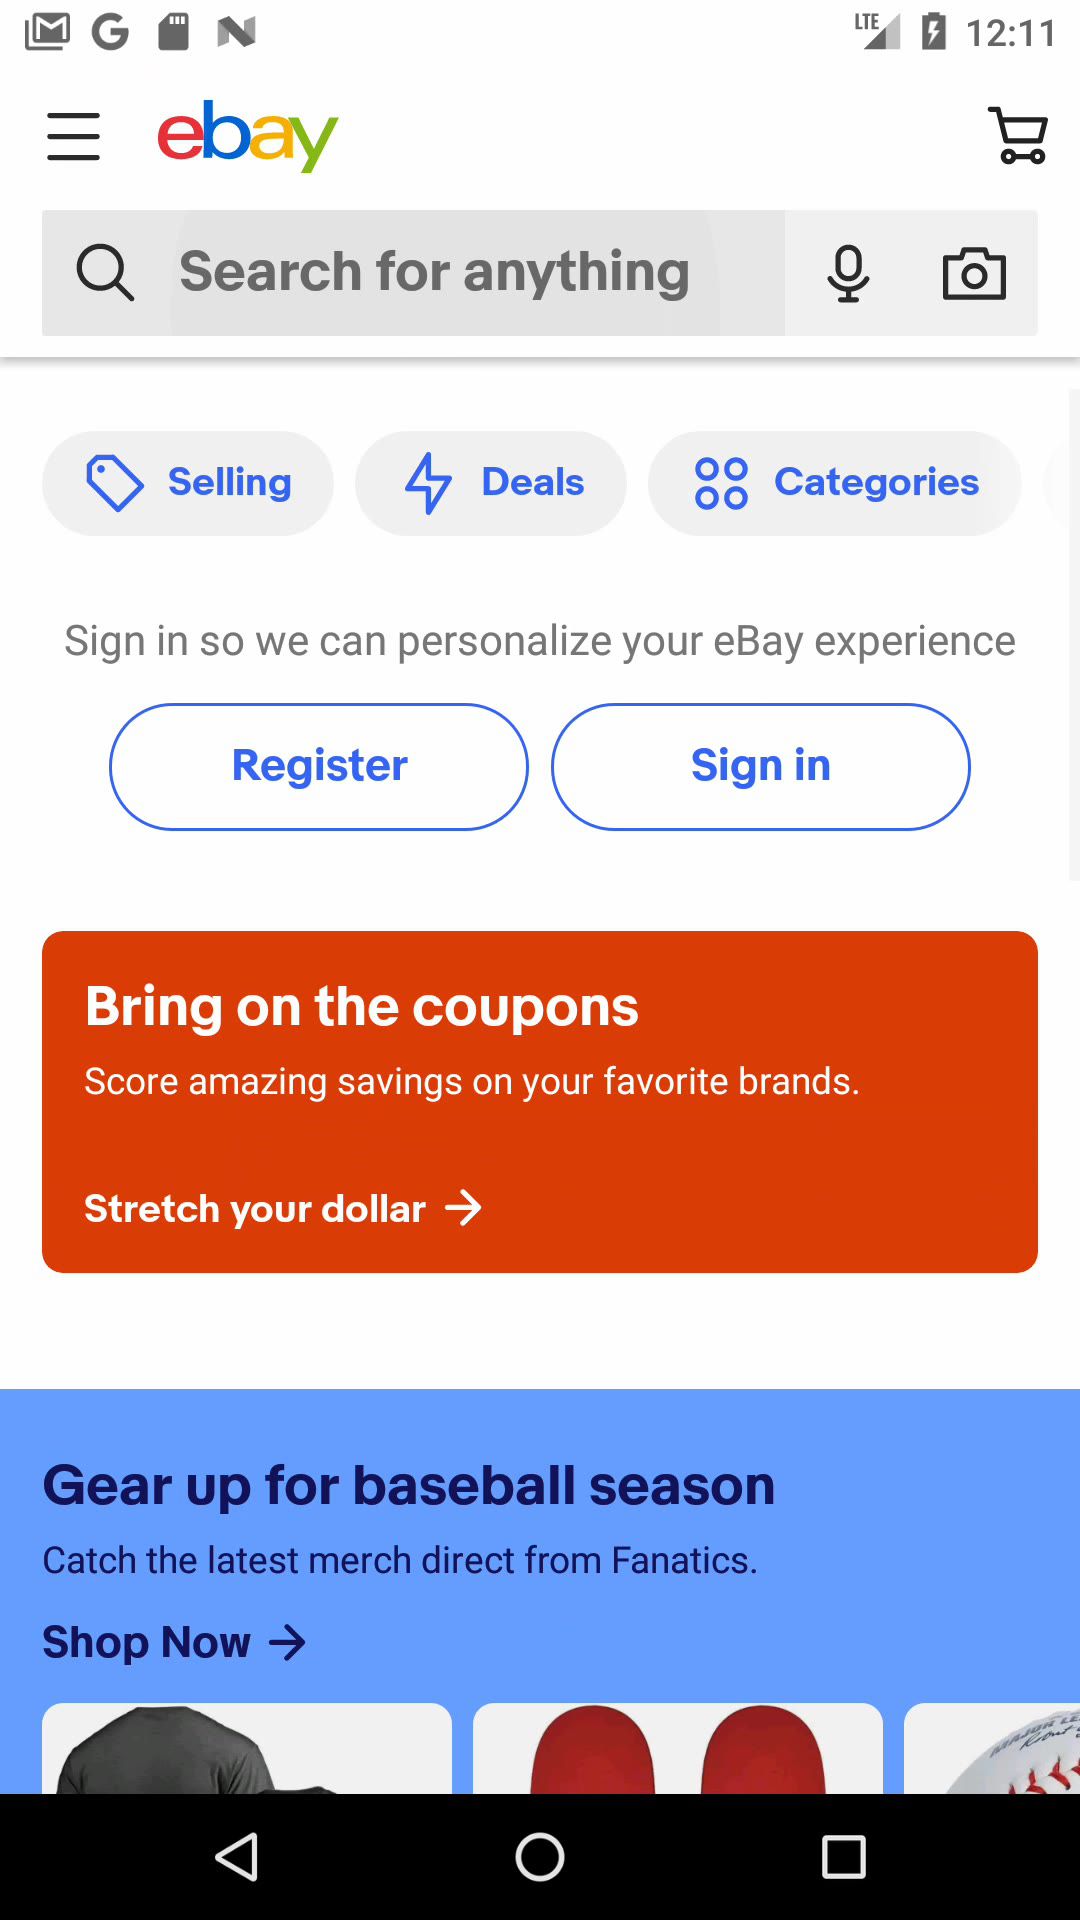 LTE 12:11
ebay
Search for anything
Selling Deals Categories
Sign in so we can personalize your eBay experience
Register Sign in
Bring on the coupons
Score amazing savings on your favorite brands.
Stretch your dollar
Gear up for baseball season
Catch the latest merch direct from Fanatics.
Shop Now
MAJOR LE